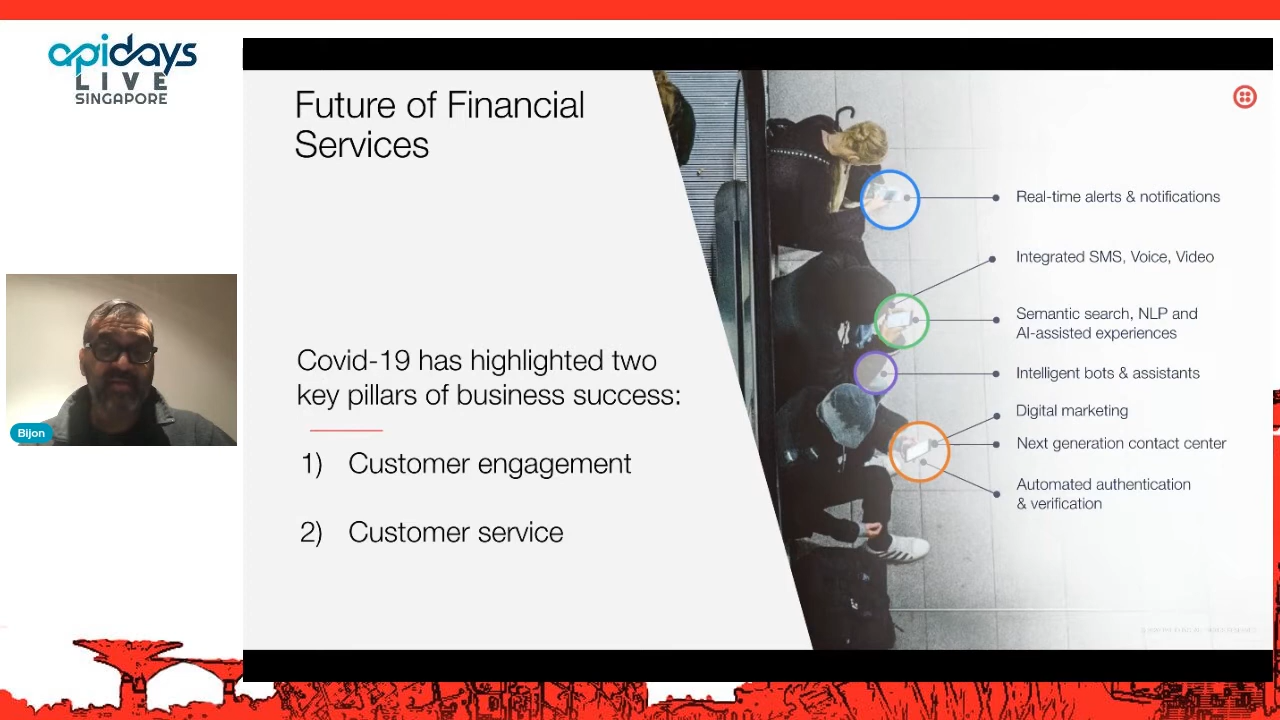 apidays
LIVE
SINGAPORE
Future of Financial
Services
Covid-19 has highlighted two
key pillars of business success:
1) Customer engagement
2) Customer service
Real-time alerts & notifications
Integrated SMS, Voice, Video
Semantic search, NLP and
AI-assisted experiences
Intelligent bots & assistants
Digital marketing
Next generation contact center
Automated authentication
& verification
Bijon